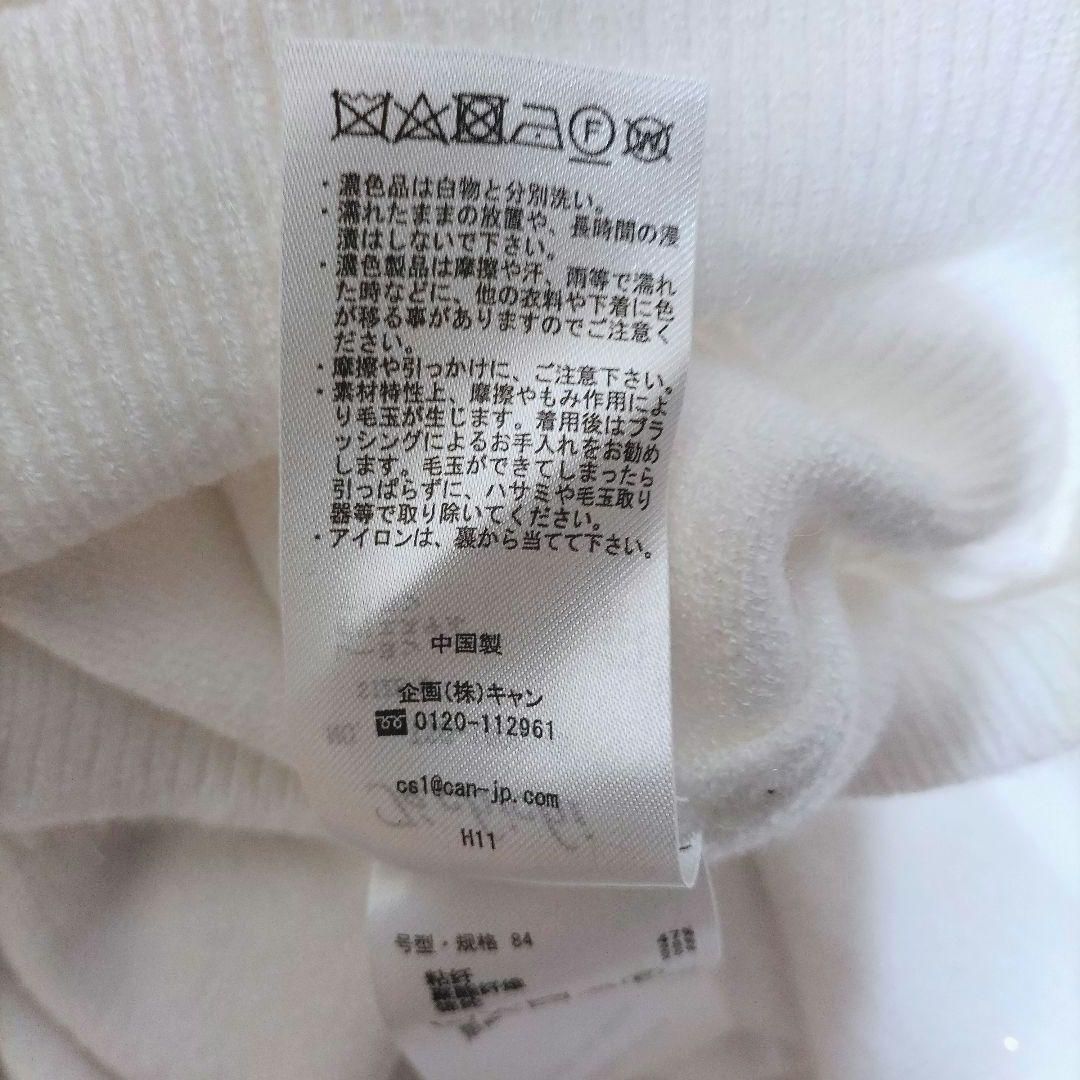 F
W
・濃色品は白物と分別洗い。
・濡れたままの放置や、長時間の浸
漬はしないで下さい。
・濃色製品は摩擦や汗、雨等で濡れ
た時などに、他の衣料や下着に色
が移る事がありますのでご注意く
ださい。
・摩擦や引っかけに、ご注意下さい。
・素材特性上、摩擦やもみ作用によ
り毛玉が生じます。着用後はブラ
ッシングによるお手入れをお勧め
します。毛玉ができてしまったら
引っぱらずに、ハサミや毛玉取り
器等で取り除いてください。
・アイロンは、裏から当てて下さい。
中国製
企画(株)キャン
0120-112961
cs1@can-jp.com
H11
号型・规格 84